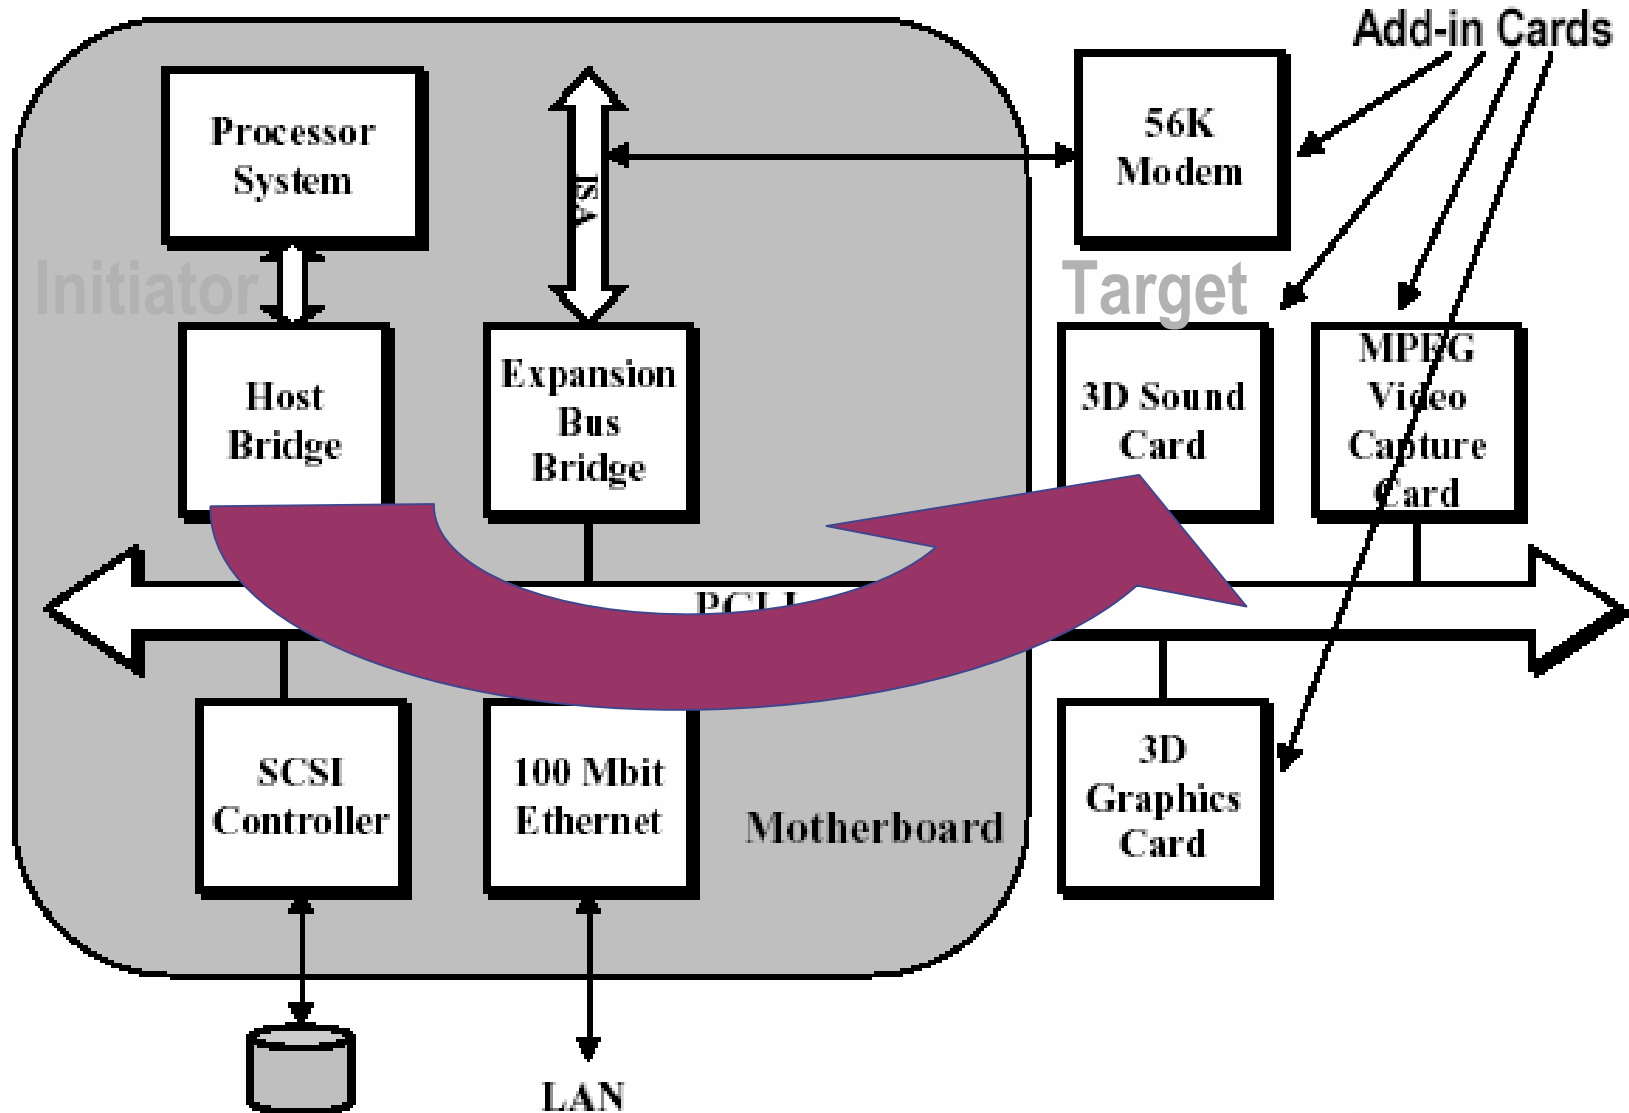 Add-in Cards
Processor
System
ISA
56K
Modem
Initiator
Target
Host
Bridge
Expansion
Bus
Bridge
3D Sound
Card
MPEG
Video
Capture
Card
SCSI
Controller
100 Mbit
Ethernet
Motherboard
3D
Graphics
Card
LAN